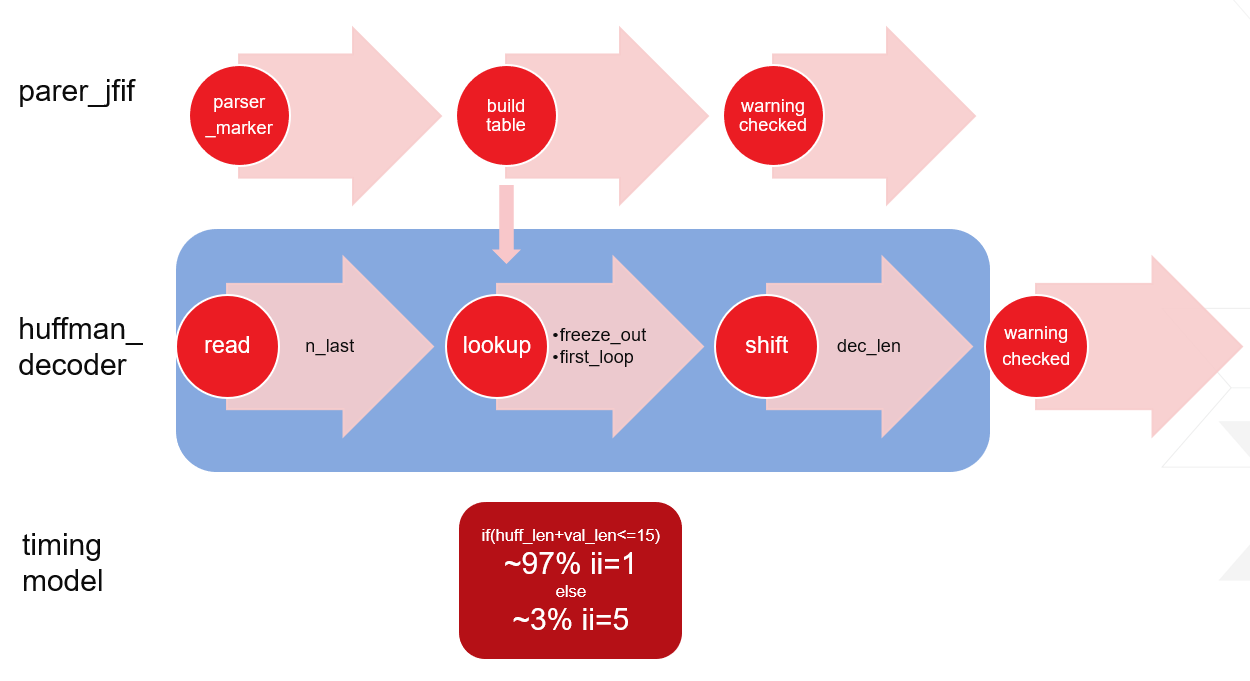 parer_jfif
parser
_marker
build
table
warning
checked
huffman_
decoder
read
n_last
lookup
•freeze_out
•first_loop
shift
dec_len
warning
checked
timing
model
if(huff_len+val_len<=15)
~97% ii=1
else
~3% ii=5